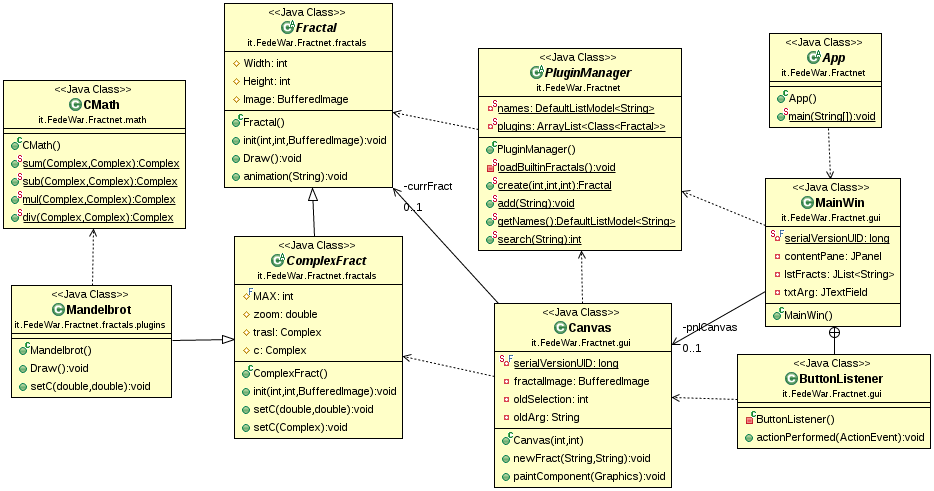 <<Java Class>>
Fractal
it.FedeWar.Fractnet.fractals
Width: int
Height: int
Image: BufferedImage
Fractal()
init(int,int,BufferedImage):void
Draw():void
animation(String):void
<<Java Class>>
PluginManager
it.FedeWar.Fractnet
names: DefaultListModel<String>
plugins: ArrayList<Class<Fractal>>
PluginManager()
loadBuiltinFractals():void
create(int,int,int):Fractal
add(String):void
getNames():DefaultListModel<String>
search(String):int
<<Java Class>>
App
it.FedeWar.Fractnet
App()
main(String[]):void
<<Java Class>>
CMath
it.FedeWar.Fractnet.math
CMath()
sum(Complex,Complex):Complex
sub(Complex,Complex):Complex
mul(Complex,Complex):Complex
div(Complex,Complex):Complex
-currFract
0..1
<<Java Class>>
MainWin
it.FedeWar.Fractnet.gui
serialVersionUID: long
contentPane: JPanel
lstFracts: JList<String>
txtArg: JTextField
MainWin()
<<Java Class>>
ComplexFract
it.FedeWar.Fractnet.fractals
MAX: int
zoom: double
trasl: Complex
c: Complex
ComplexFract()
init(int,int,BufferedImage):void
setC(double,double):void
setC(Complex):void
<<Java Class>>
Mandelbrot
it.FedeWar.Fractnet.fractals.plugins
Mandelbrot()
Draw():void
setC(double,double):void
<<Java Class>>
Canvas
it.FedeWar.Fractnet.gui
serialVersionUID: long
fractalImage: BufferedImage
oldSelection: int
oldArg: String
Canvas(int,int)
newFract(String,String):void
paintComponent(Graphics):void
-pnlCanvas
0..1
<<Java Class>>
ButtonListener
it.FedeWar.Fractnet.gui
ButtonListener()
actionPerformed(ActionEvent):void